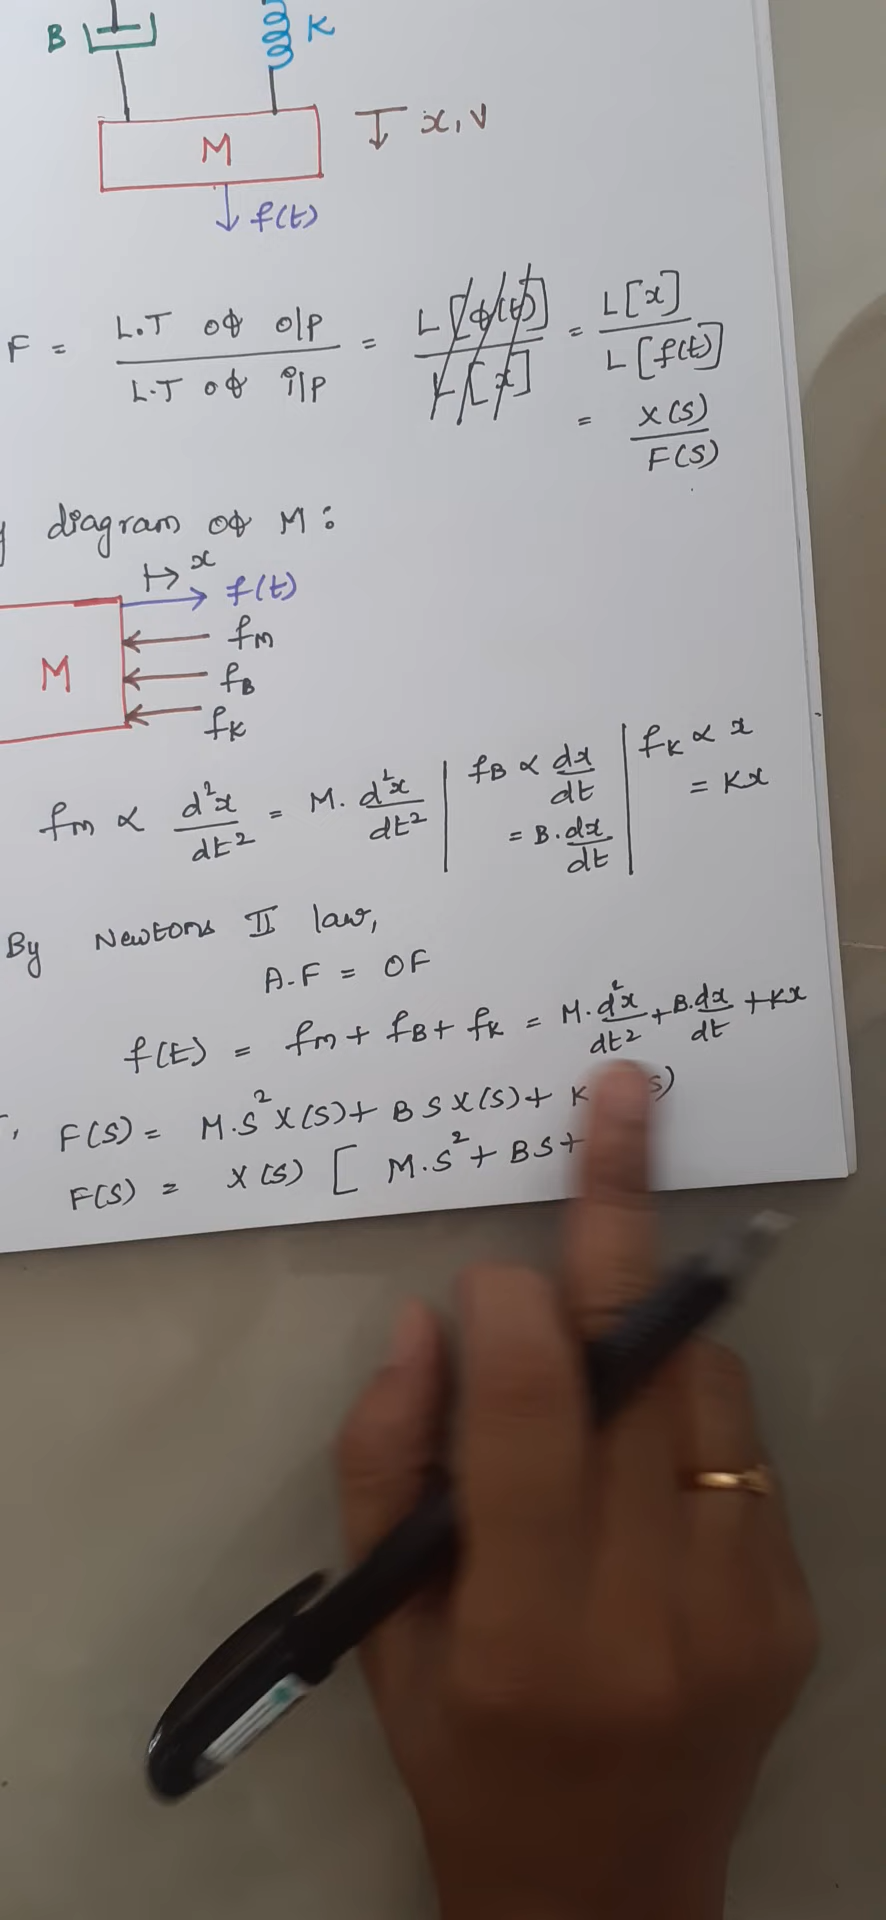 B K
M x, V
f(t)
F = L.T of o/p / L.T of i/p = L[f(t)] / L[x] = L[x] / L[f(t)]
= X(S) / F(S)
diagram of M:
x
f(t)
fM
M fB
fK
fM ∝ d²x/dt² = M. d²x/dt² | fB ∝ dx/dt = B. dx/dt | fK ∝ x = Kx
By Newtons II law,
A.F = OF
f(t) = fM + fB + fK = M. d²x/dt² + B. dx/dt + Kx
F(S) = M.S² X(S) + B S X(S) + K S)
F(S) = X(S) [ M.S² + BS +